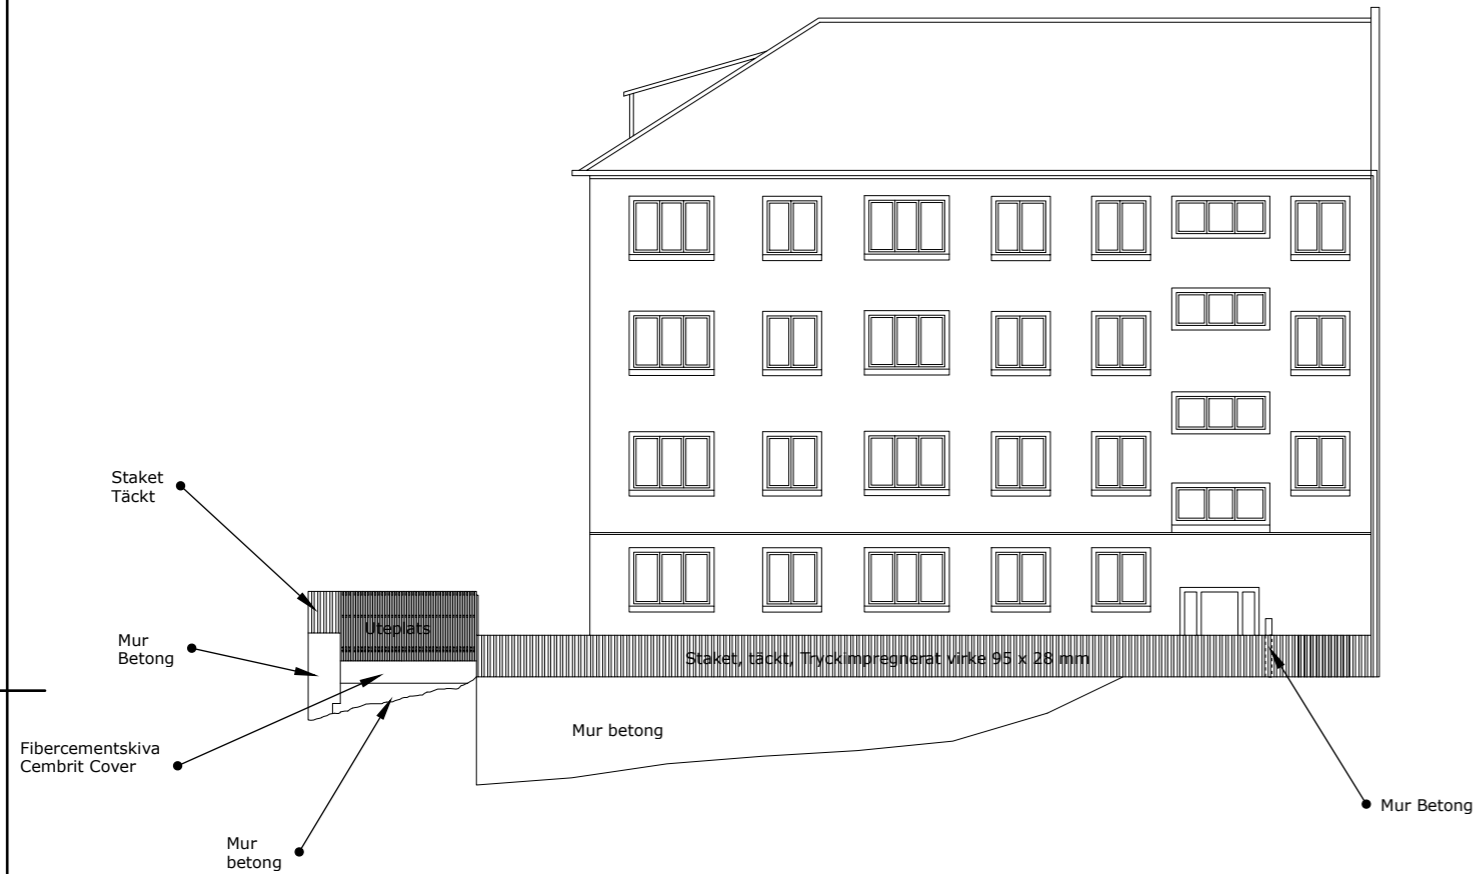 Staket
Täckt
Uteplats
Mur
Betong
Staket, täckt, Tryckimpregnerat virke 95 x 28 mm
Mur betong
Fibercementskiva
Cembrit Cover
Mur Betong
Mur
betong